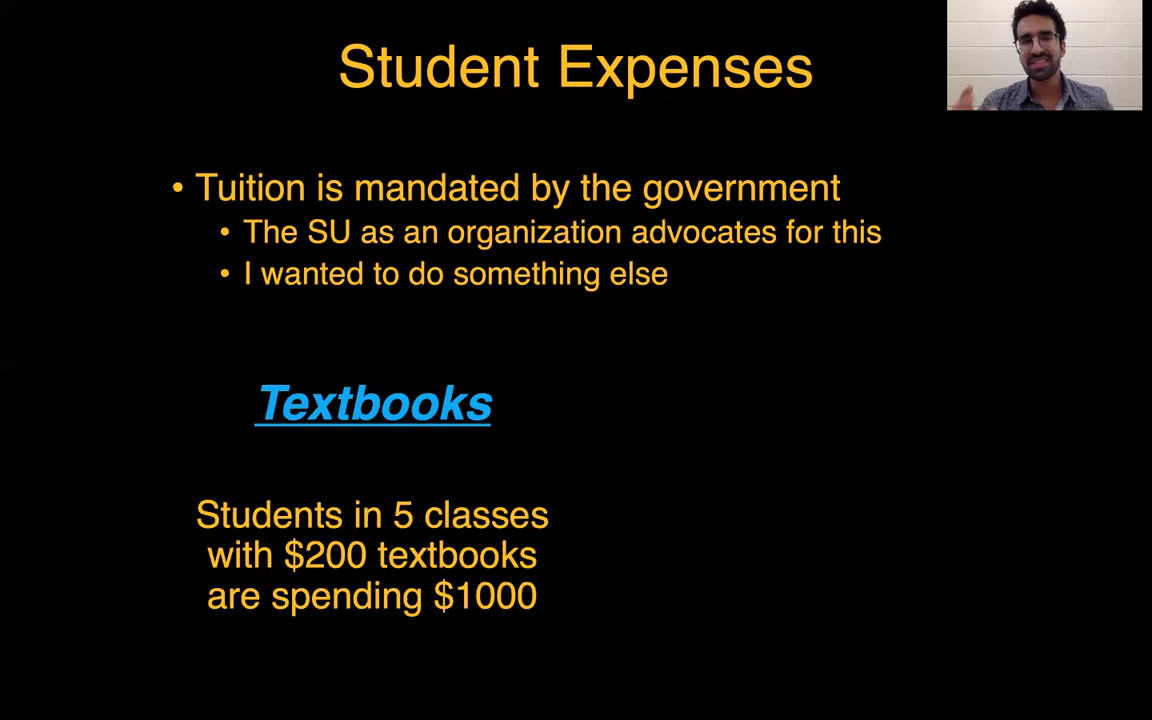 Student Expenses
• Tuition is mandated by the government
• The SU as an organization advocates for this
• I wanted to do something else
Textbooks
Students in 5 classes
with $200 textbooks
are spending $1000